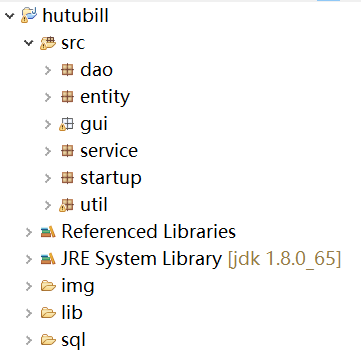 hutubill
src
dao
entity
gui
service
startup
util
Referenced Libraries
JRE System Library [jdk 1.8.0_65]
img
lib
sql